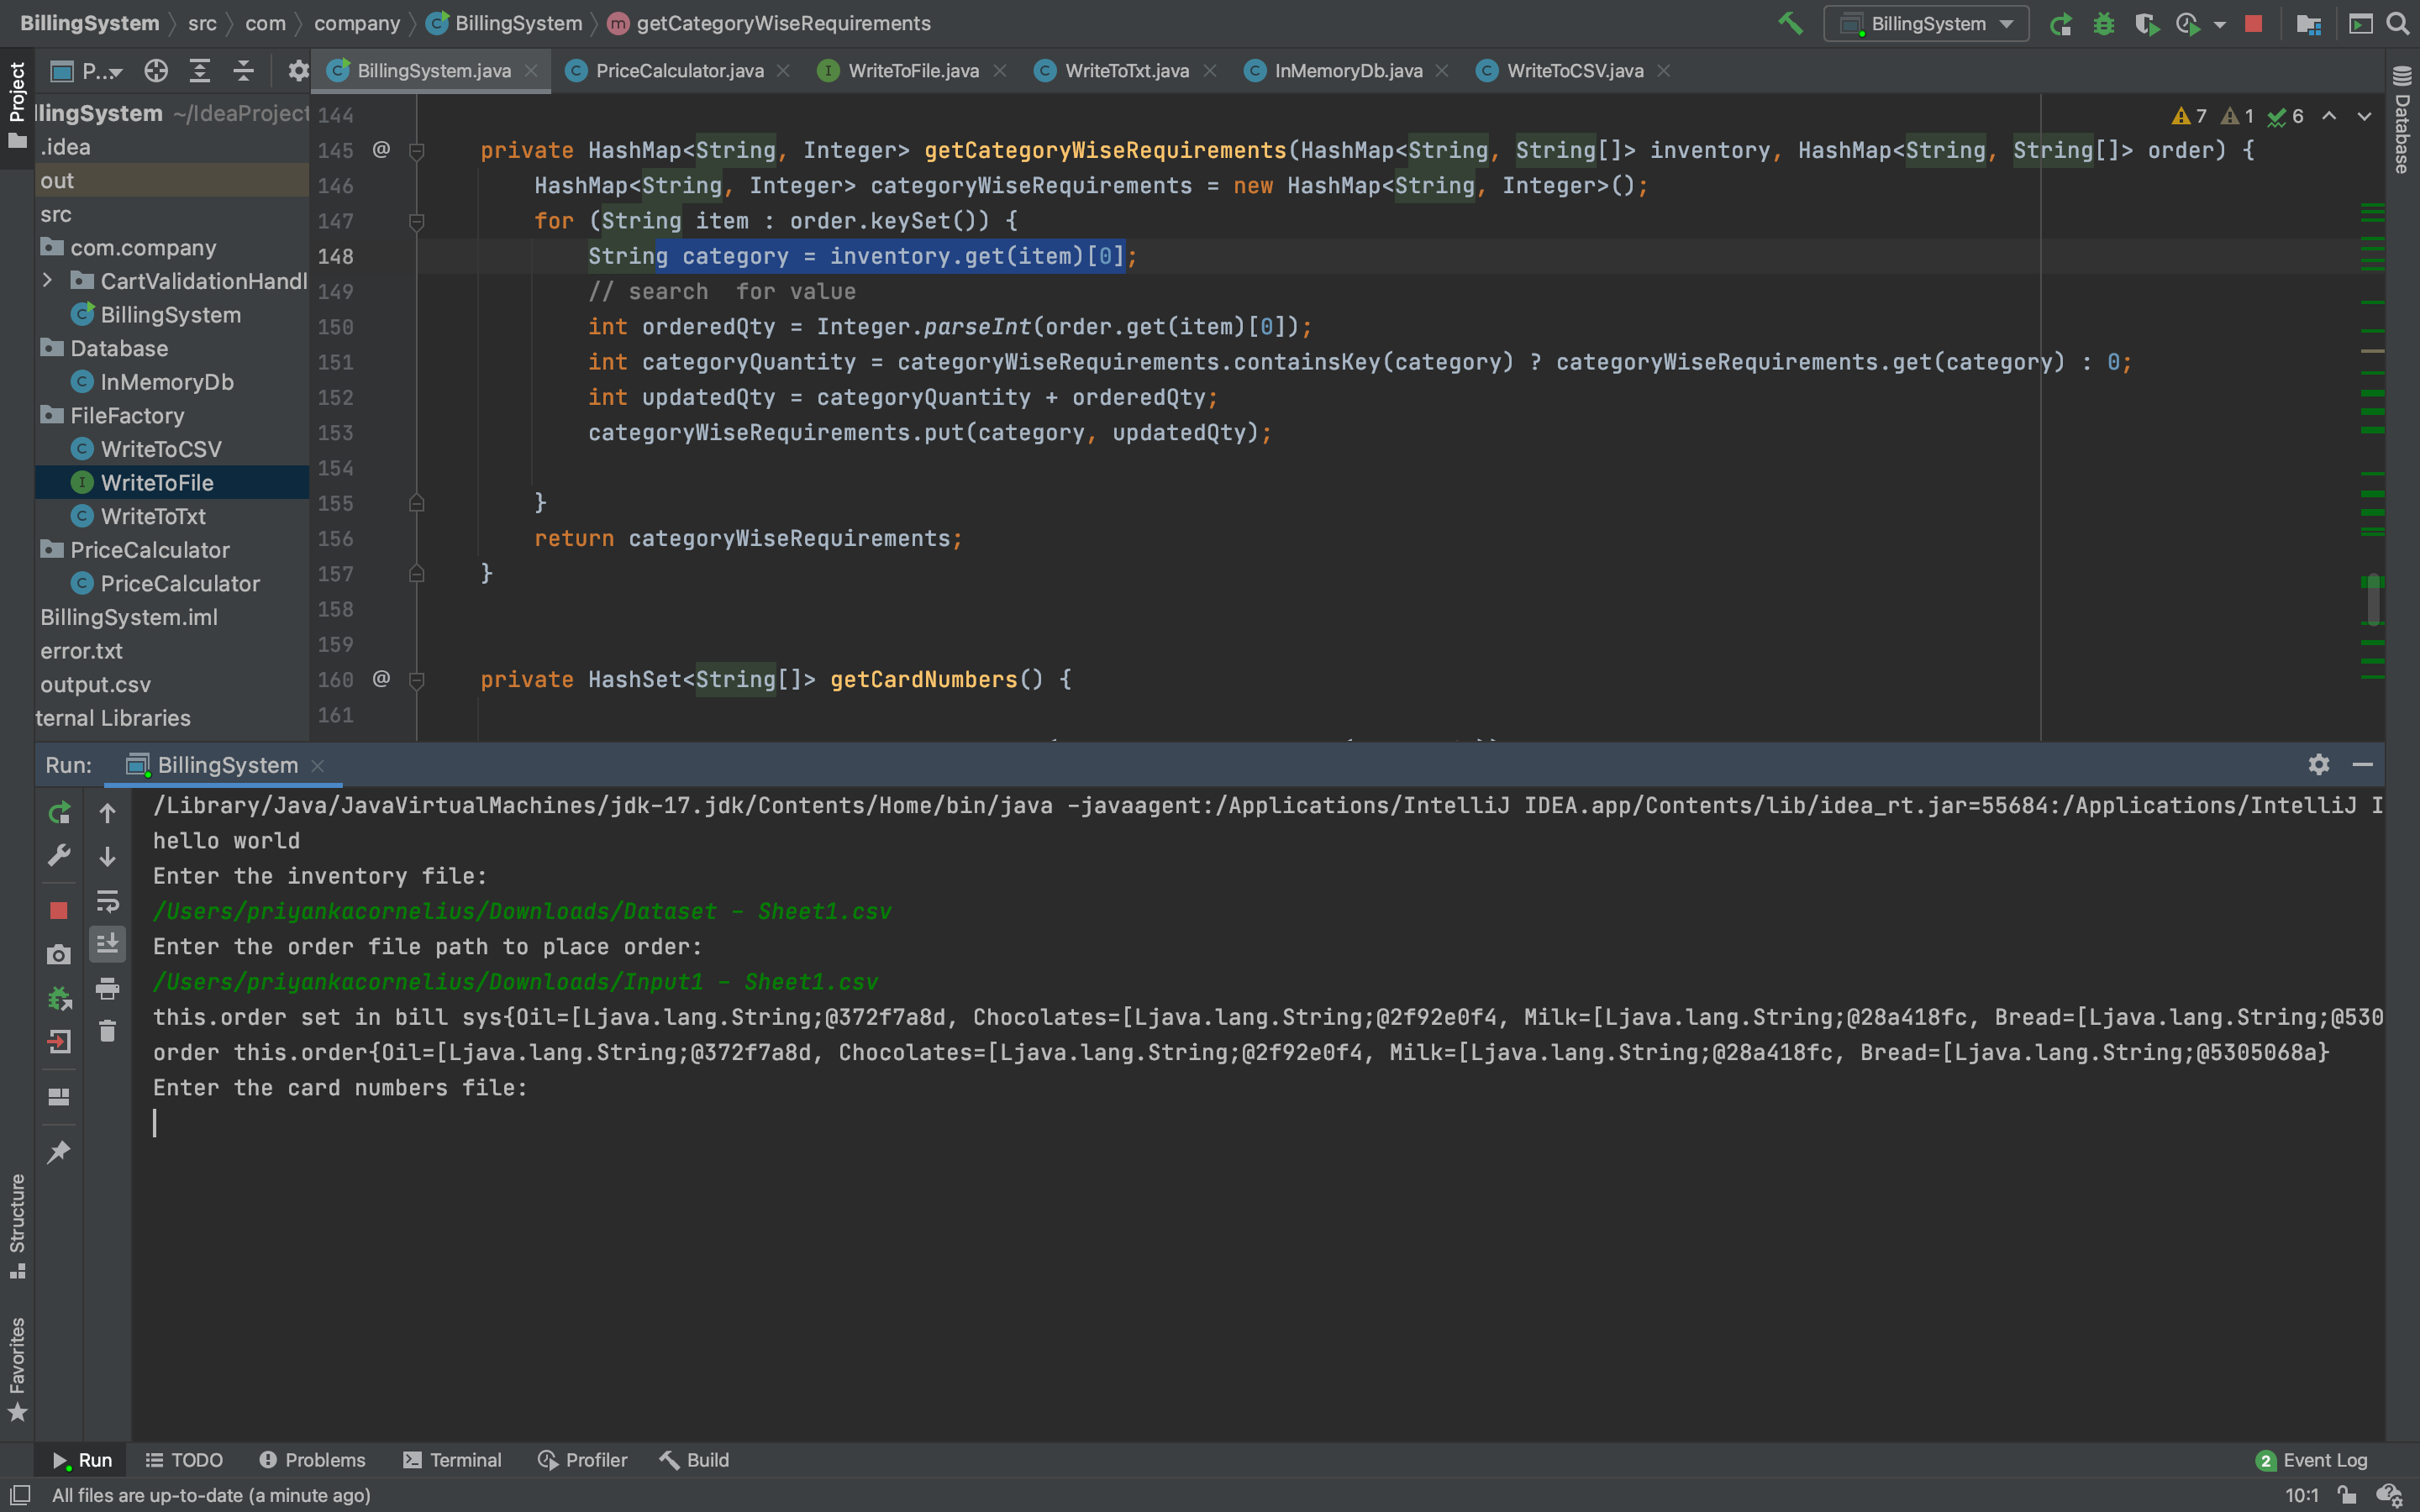 BillingSystem src com company BillingSystem getCategoryWiseRequirements BillingSystem
Project P... BillingSystem.java PriceCalculator.java WriteToFile.java WriteToTxt.java InMemoryDb.java WriteToCSV.java Database
llingSystem ~/IdeaProject
.idea
out
src
com.company
CartValidationHandl
BillingSystem
Database
InMemoryDb
FileFactory
WriteToCSV
WriteToFile
WriteToTxt
PriceCalculator
PriceCalculator
BillingSystem.iml
error.txt
output.csv
ternal Libraries
7 1 6
144
145 @ private HashMap<String, Integer> getCategoryWiseRequirements(HashMap<String, String[]> inventory, HashMap<String, String[]> order) {
146 HashMap<String, Integer> categoryWiseRequirements = new HashMap<String, Integer>();
147 for (String item : order.keySet()) {
148 String category = inventory.get(item)[0];
149 // search  for value
150 int orderedQty = Integer.parseInt(order.get(item)[0]);
151 int categoryQuantity = categoryWiseRequirements.containsKey(category) ? categoryWiseRequirements.get(category) : 0;
152 int updatedQty = categoryQuantity + orderedQty;
153 categoryWiseRequirements.put(category, updatedQty);
154
155 }
156 return categoryWiseRequirements;
157 }
158
159
160 @ private HashSet<String[]> getCardNumbers() {
161
Run: BillingSystem
/Library/Java/JavaVirtualMachines/jdk-17.jdk/Contents/Home/bin/java -javaagent:/Applications/IntelliJ IDEA.app/Contents/lib/idea_rt.jar=55684:/Applications/IntelliJ I
hello world
Enter the inventory file:
/Users/priyankacornelius/Downloads/Dataset - Sheet1.csv
Enter the order file path to place order:
/Users/priyankacornelius/Downloads/Input1 - Sheet1.csv
this.order set in bill sys{Oil=[Ljava.lang.String;@372f7a8d, Chocolates=[Ljava.lang.String;@2f92e0f4, Milk=[Ljava.lang.String;@28a418fc, Bread=[Ljava.lang.String;@530
order this.order{Oil=[Ljava.lang.String;@372f7a8d, Chocolates=[Ljava.lang.String;@2f92e0f4, Milk=[Ljava.lang.String;@28a418fc, Bread=[Ljava.lang.String;@5305068a}
Enter the card numbers file:
Structure
Favorites
Run TODO Problems Terminal Profiler Build 2 Event Log
All files are up-to-date (a minute ago) 10:1